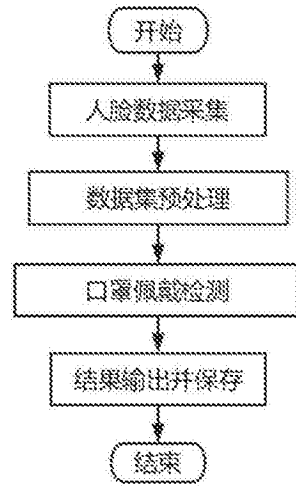 开始
人脸数据采集
数据集预处理
口罩佩戴检测
结果输出并保存
结束